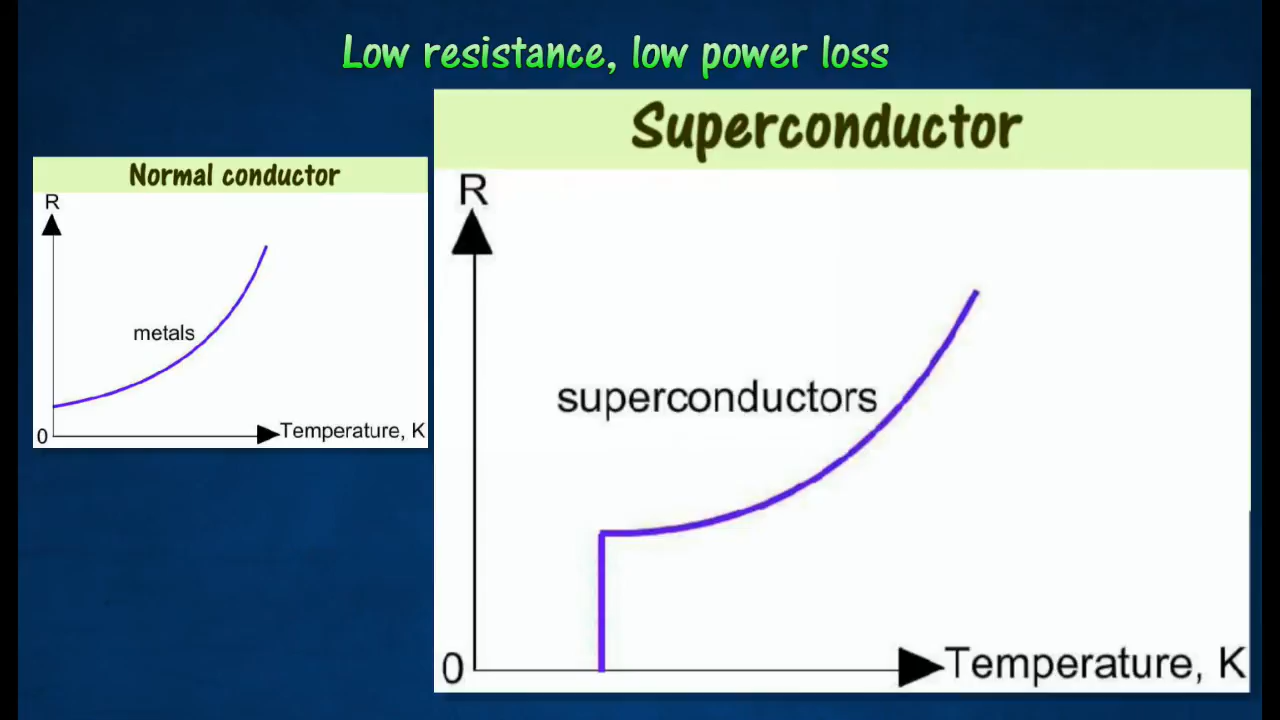 Low resistance, low power loss
Normal conductor
R
metals
0
Temperature, K
Superconductor
R
superconductors
0
Temperature, K